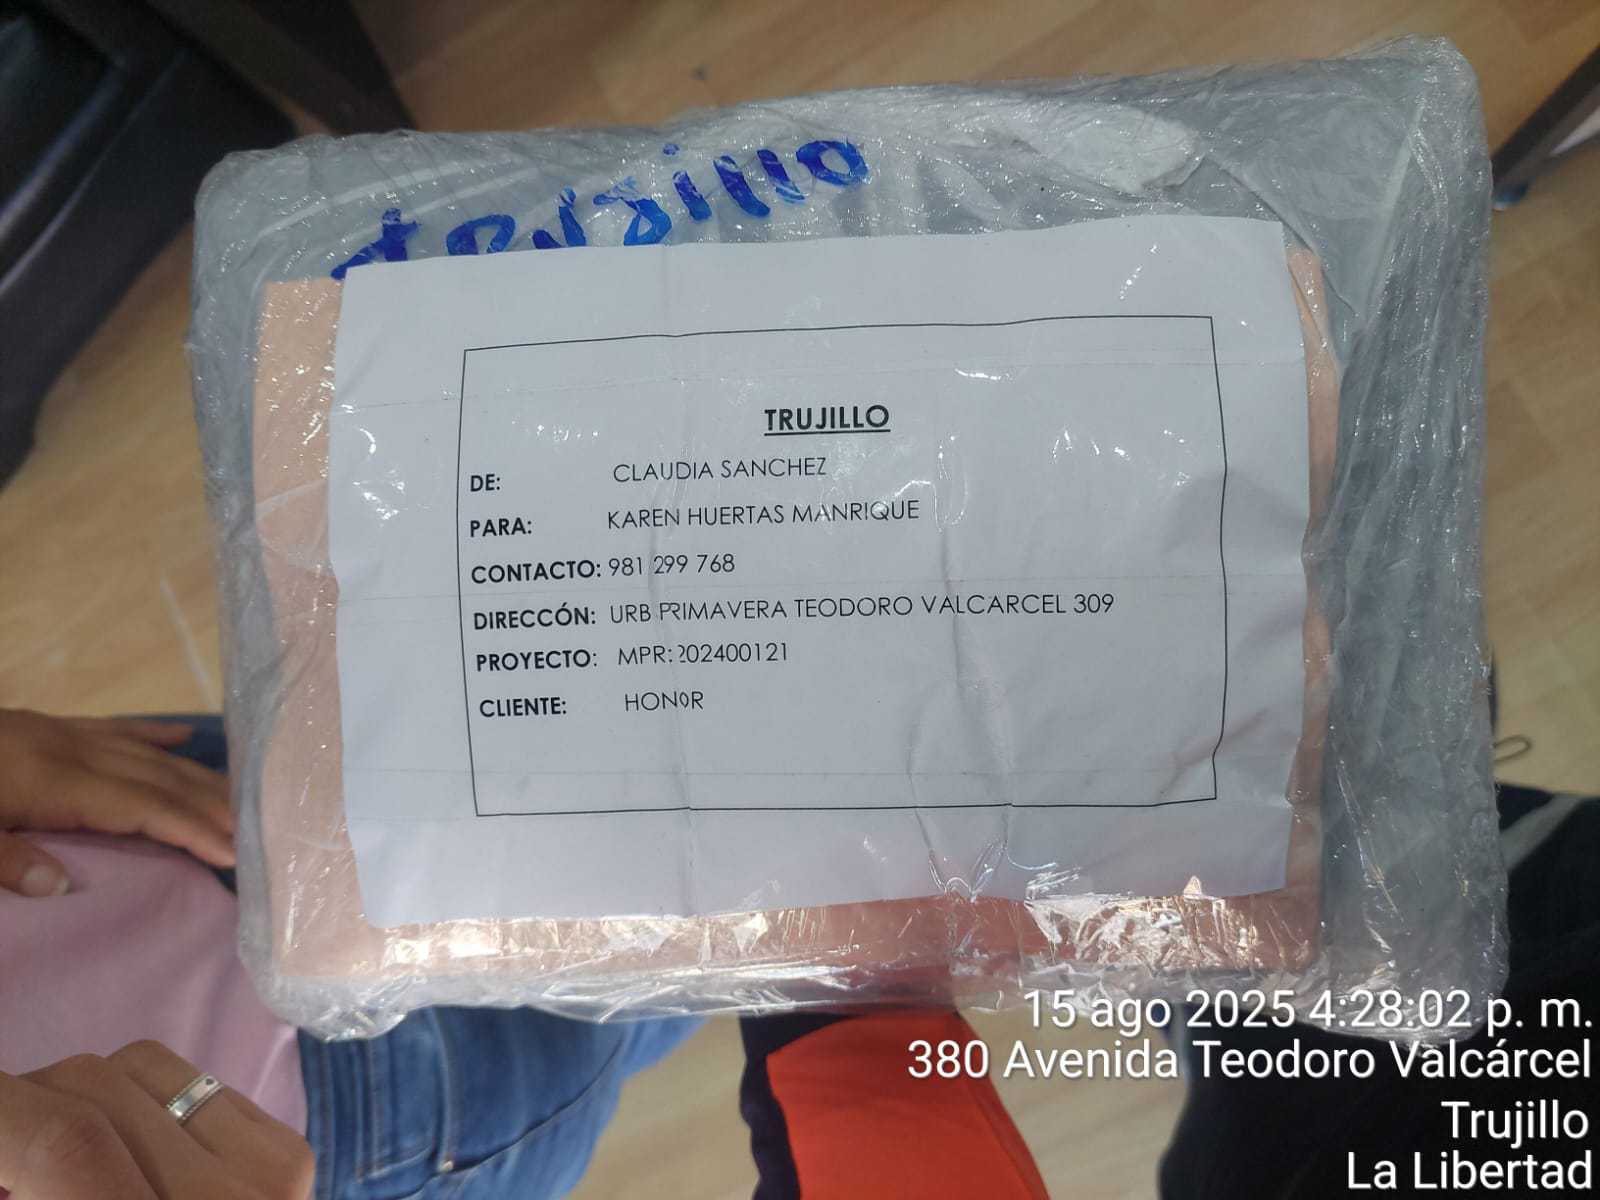 trujillo
TRUJILLO
DE: CLAUDIA SANCHEZ
PARA: KAREN HUERTAS MANRIQUE
CONTACTO: 981 299 768
DIRECCÓN: URB PRIMAVERA TEODORO VALCARCEL 309
PROYECTO: MPR: 202400121
CLIENTE: HONOR
15 ago 2025 4:28:02 p. m.
380 Avenida Teodoro Valcárcel
Trujillo
La Libertad